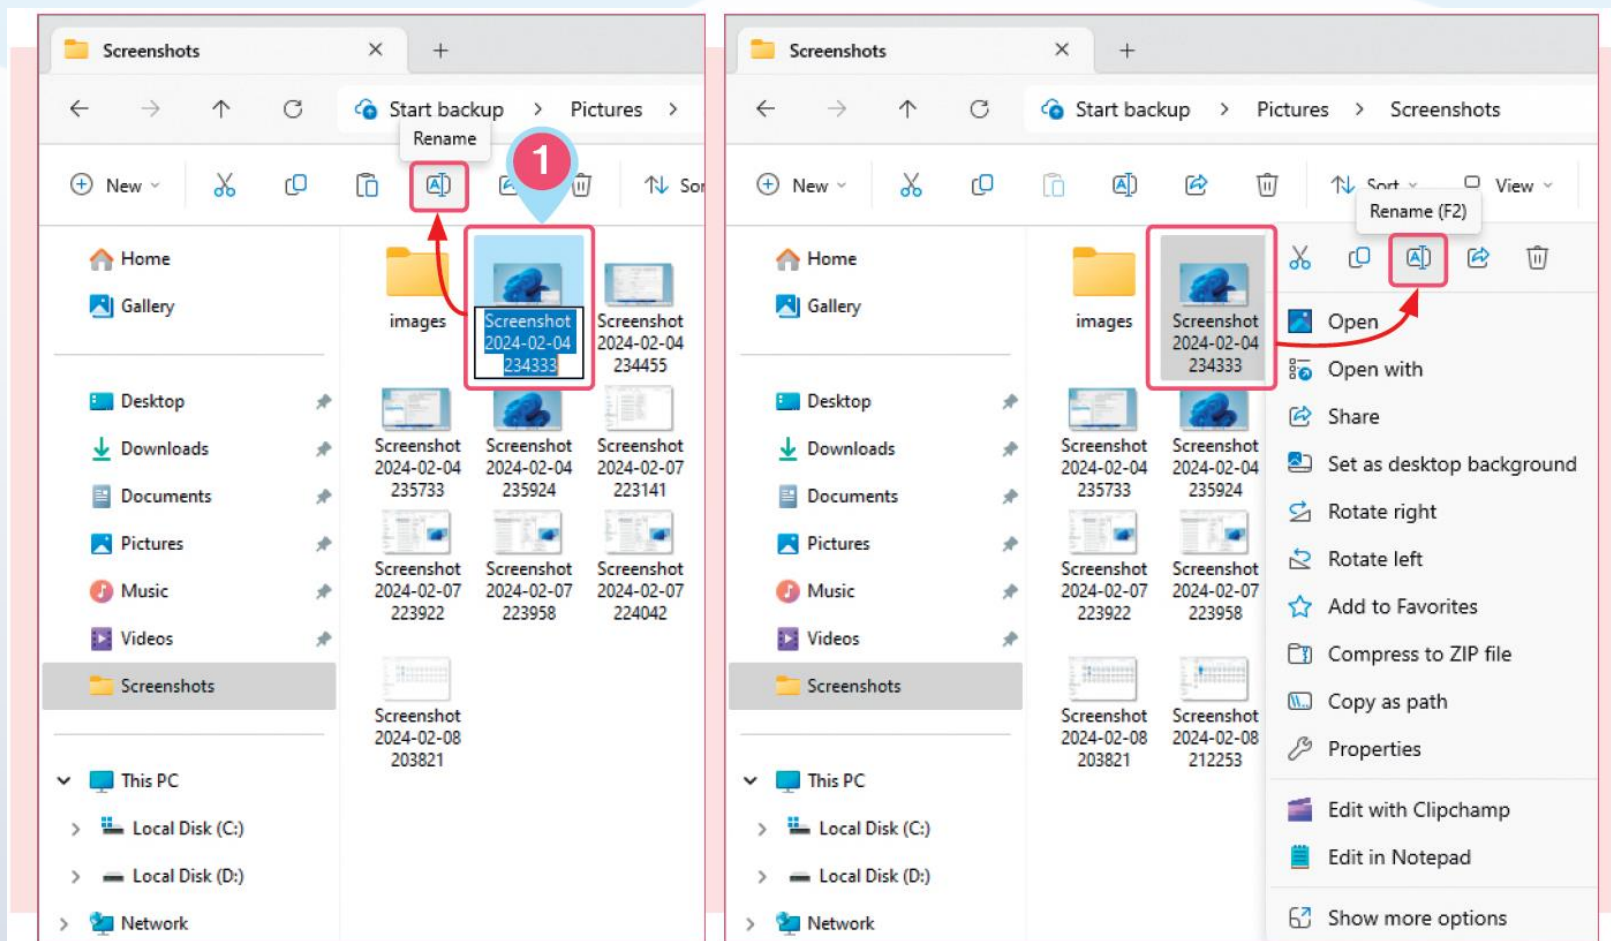 Screenshots
Start backup > Pictures >
Rename
1
New
Sor
Home
Gallery
Desktop
Downloads
Documents
Pictures
Music
Videos
Screenshots
This PC
Local Disk (C:)
Local Disk (D:)
Network
images
Screenshot
2024-02-04
234333
Screenshot
2024-02-04
234455
Screenshot
2024-02-04
235733
Screenshot
2024-02-04
235924
Screenshot
2024-02-07
223141
Screenshot
2024-02-07
223922
Screenshot
2024-02-07
223958
Screenshot
2024-02-07
224042
Screenshot
2024-02-08
203821
Screenshots
Start backup > Pictures > Screenshots
New
Sort
View
Rename (F2)
Home
Gallery
Desktop
Downloads
Documents
Pictures
Music
Videos
Screenshots
This PC
Local Disk (C:)
Local Disk (D:)
Network
images
Screenshot
2024-02-04
234333
Screenshot
2024-02-04
235733
Screenshot
2024-02-04
235924
Screenshot
2024-02-07
223922
Screenshot
2024-02-07
223958
Screenshot
2024-02-08
203821
Screenshot
2024-02-08
212253
Open
Open with
Share
Set as desktop background
Rotate right
Rotate left
Add to Favorites
Compress to ZIP file
Copy as path
Properties
Edit with Clipchamp
Edit in Notepad
Show more options